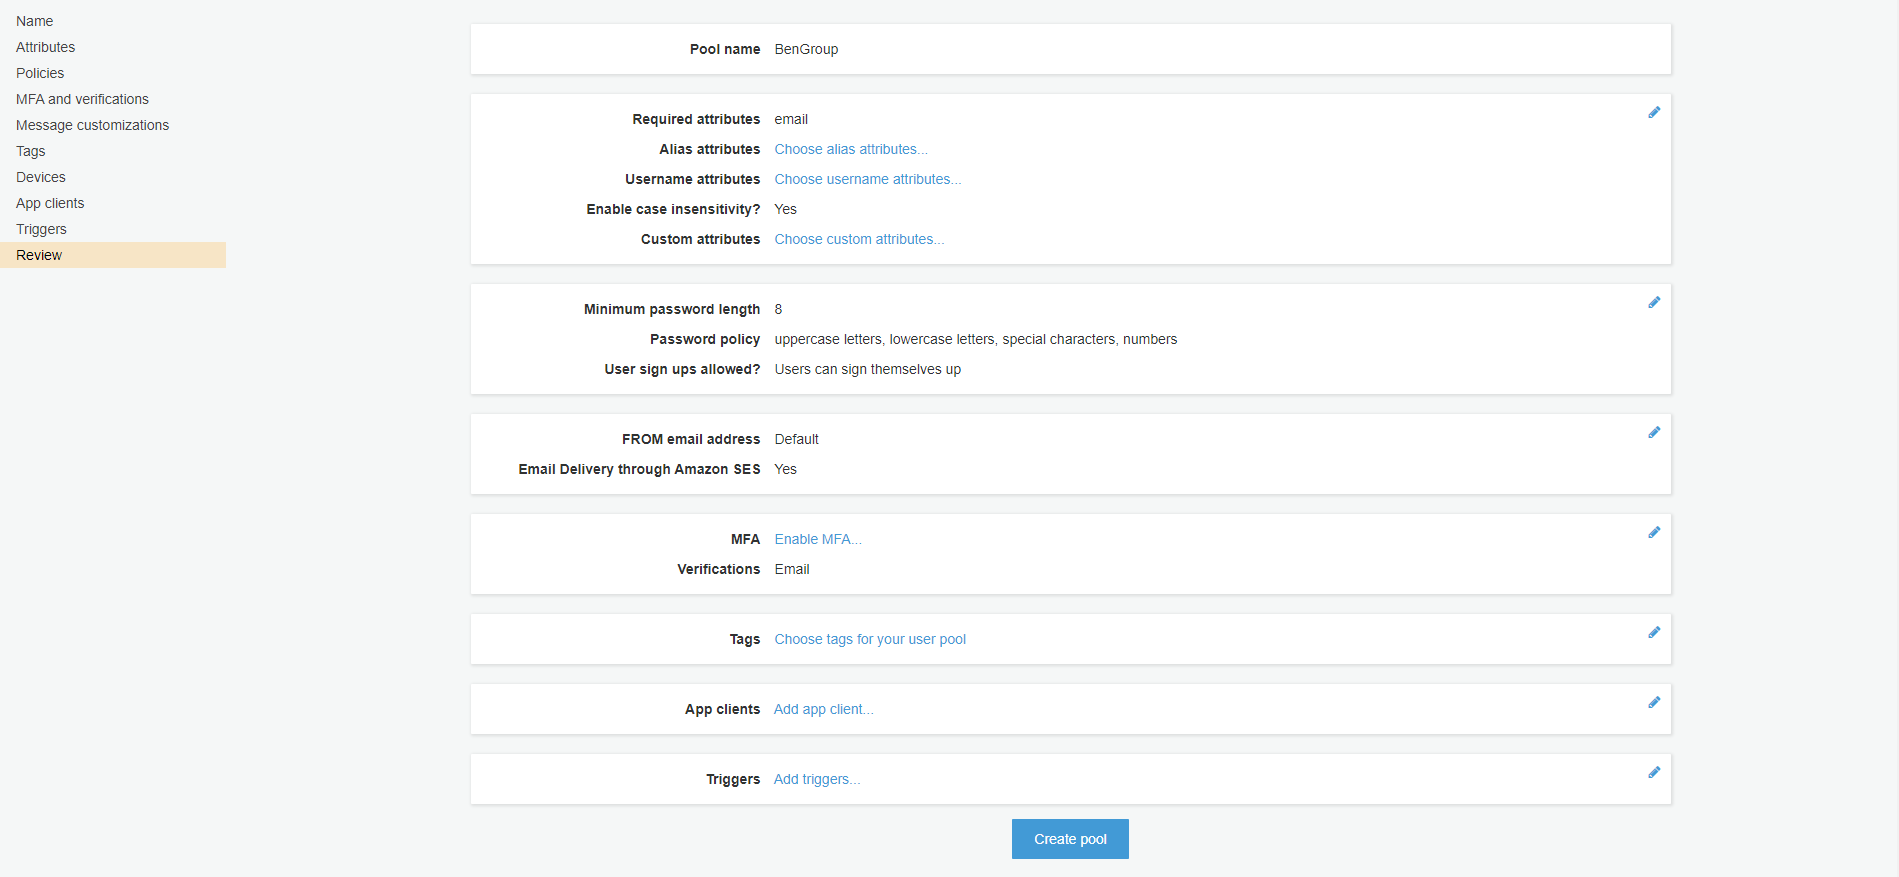 Name
Attributes
Policies
MFA and verifications
Message customizations
Tags
Devices
App clients
Triggers
Review
Pool name BenGroup
Required attributes email
Alias attributes Choose alias attributes...
Username attributes Choose username attributes...
Enable case insensitivity? Yes
Custom attributes Choose custom attributes...
Minimum password length 8
Password policy uppercase letters, lowercase letters, special characters, numbers
User sign ups allowed? Users can sign themselves up
FROM email address Default
Email Delivery through Amazon SES Yes
MFA Enable MFA...
Verifications Email
Tags Choose tags for your user pool
App clients Add app client...
Triggers Add triggers...
Create pool